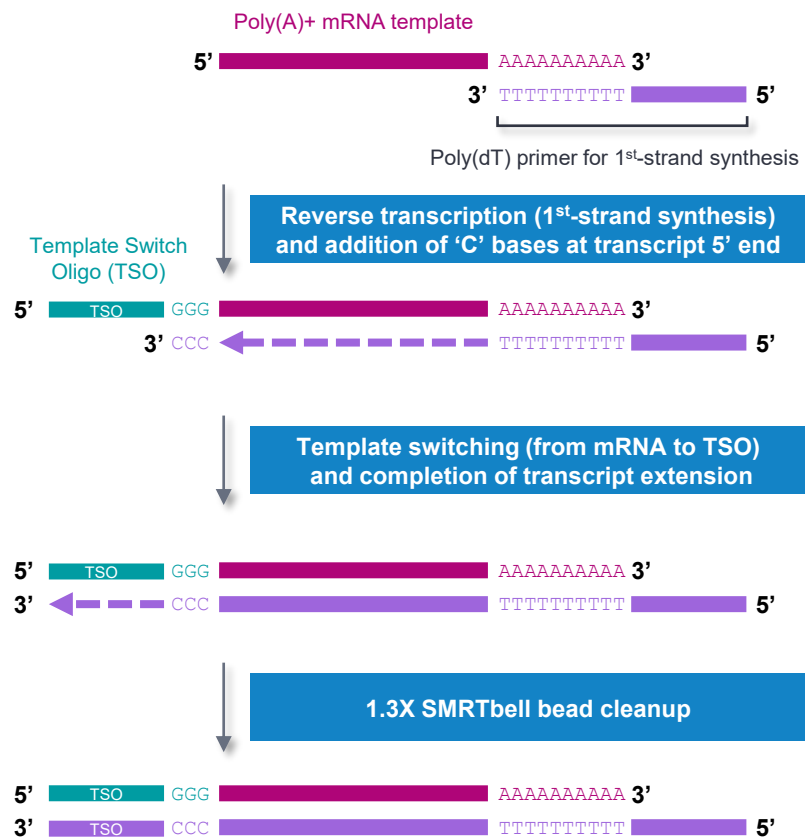 Poly(A)+ mRNA template
5’ AAAAAAAAAA 3’
3’ TTTTTTTTTT 5’
Poly(dT) primer for 1st-strand synthesis
Reverse transcription (1st-strand synthesis)
and addition of ‘C’ bases at transcript 5’ end
Template Switch
Oligo (TSO)
5’ TSO GGG AAAAAAAAAA 3’
3’ CCC TTTTTTTTTT 5’
Template switching (from mRNA to TSO)
and completion of transcript extension
5’ TSO GGG AAAAAAAAAA 3’
3’ CCC TTTTTTTTTT 5’
1.3X SMRTbell bead cleanup
5’ TSO GGG AAAAAAAAAA 3’
3’ TSO CCC TTTTTTTTTT 5’